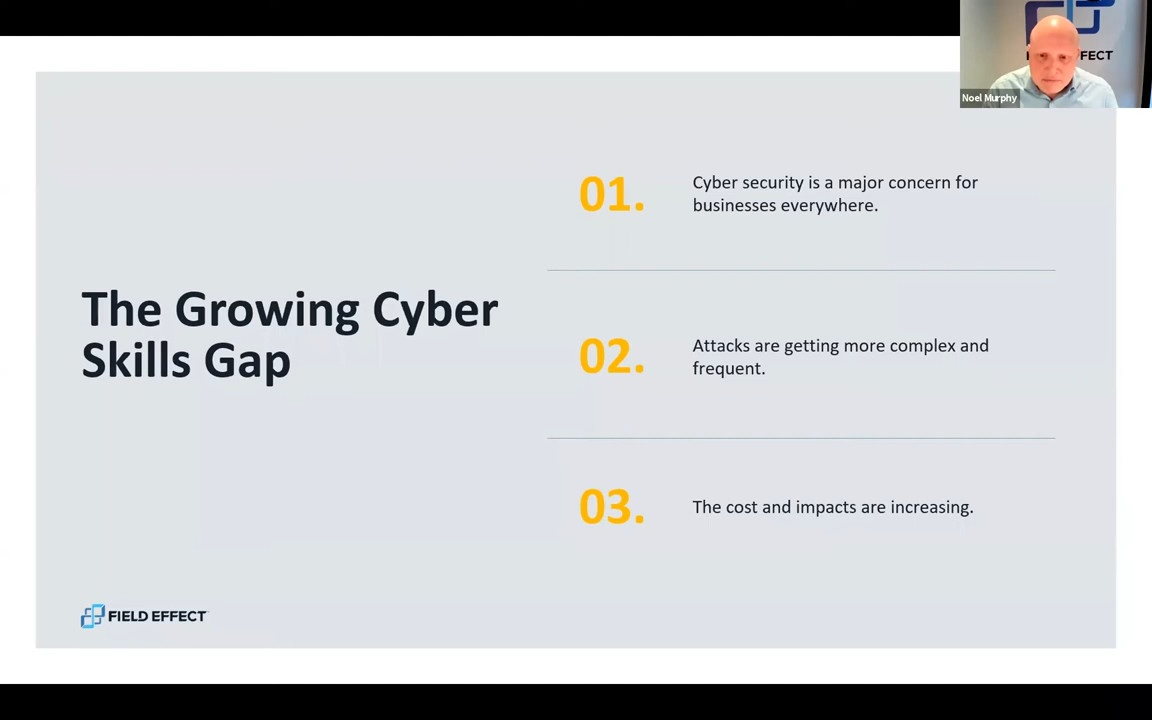 FECT
Noel Murphy
The Growing Cyber
Skills Gap
01.
Cyber security is a major concern for
businesses everywhere.
02.
Attacks are getting more complex and
frequent.
03.
The cost and impacts are increasing.
FIELD EFFECT